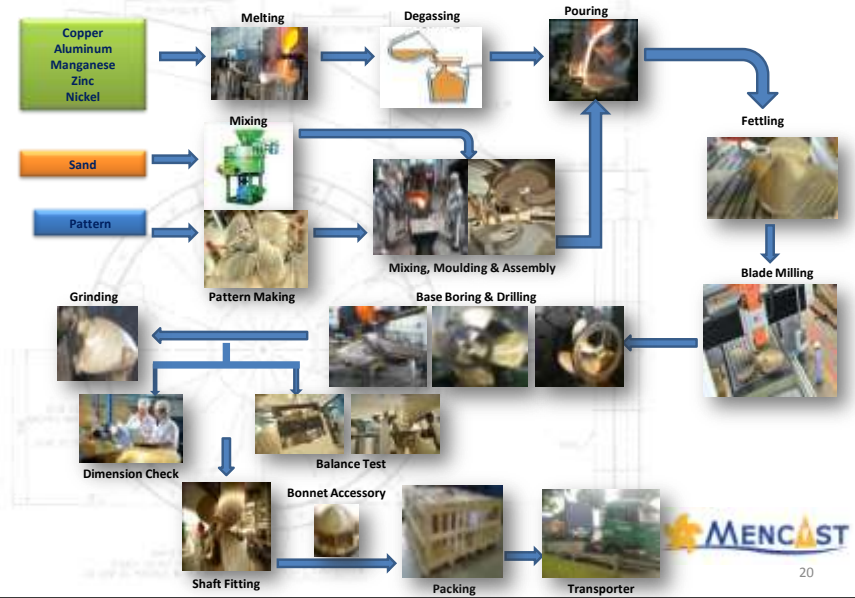 Melting
Degassing
Pouring
Copper
Aluminum
Manganese
Zinc
Nickel
Mixing
Fettling
Sand
Pattern
Mixing, Moulding & Assembly
Pattern Making
Blade Milling
Grinding
Base Boring & Drilling
Dimension Check
Balance Test
Bonnet Accessory
Shaft Fitting
Packing
Transporter
MENCAST
20